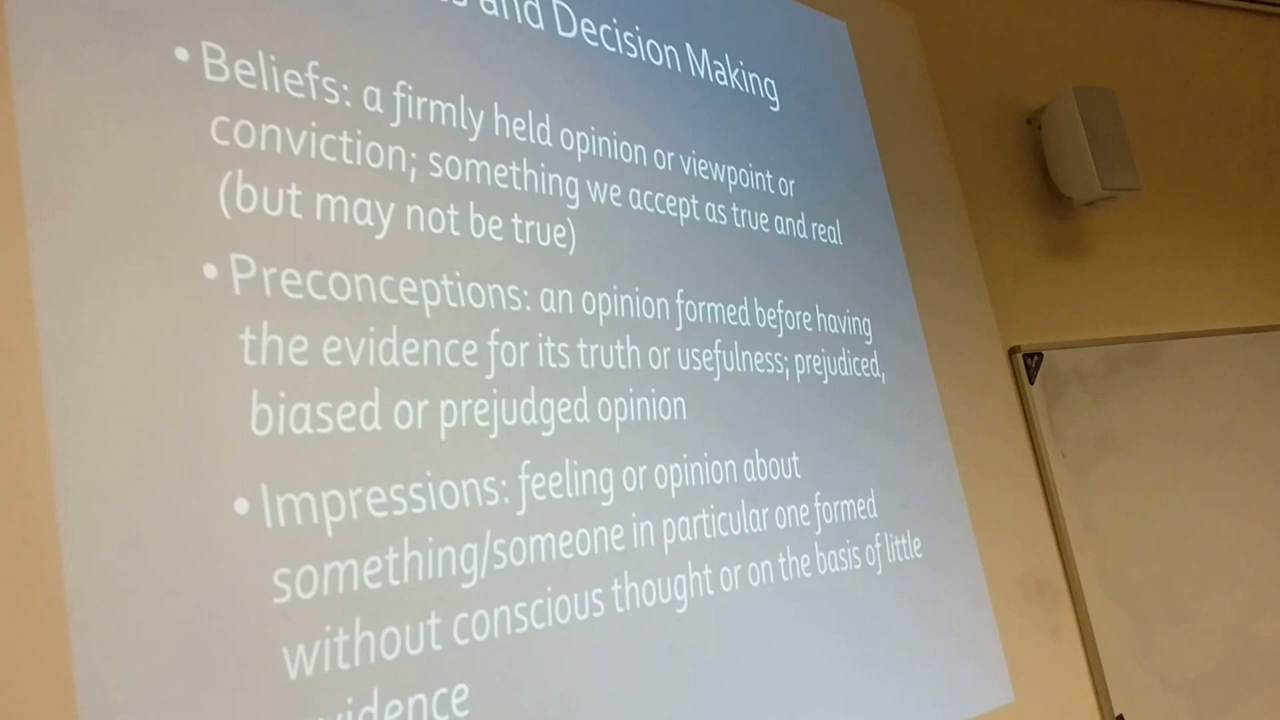 and Decision Making
• Beliefs: a firmly held opinion or viewpoint or
conviction; something we accept as true and real
(but may not be true)
• Preconceptions: an opinion formed before having
the evidence for its truth or usefulness; prejudiced,
biased or prejudged opinion
• Impressions: feeling or opinion about
something/someone in particular one formed
without conscious thought or on the basis of little
evidence